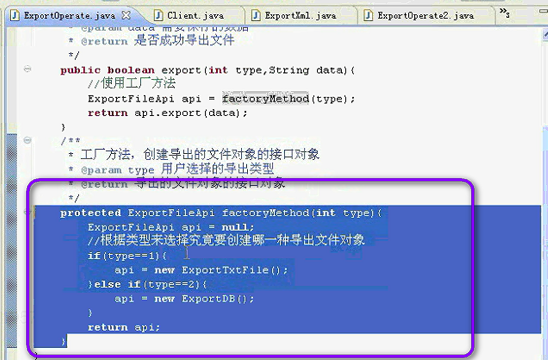 ExportOperate.java Client.java ExportXml.java ExportOperate2.java
* @param data 需要保存的数据
* @return 是否成功导出文件
*/
public boolean export(int type,String data){
//使用工厂方法
ExportFileApi api = factoryMethod(type);
return api.export(data);
}
/**
* 工厂方法，创建导出的文件对象的接口对象
* @param type 用户选择的导出类型
* @return 导出的文件对象的接口对象
*/
protected ExportFileApi factoryMethod(int type){
ExportFileApi api = null;
//根据类型来选择究竟要创建哪一种导出文件对象
if(type==1){
api = new ExportTxtFile();
}else if(type==2){
api = new ExportDB();
}
return api;
}
}